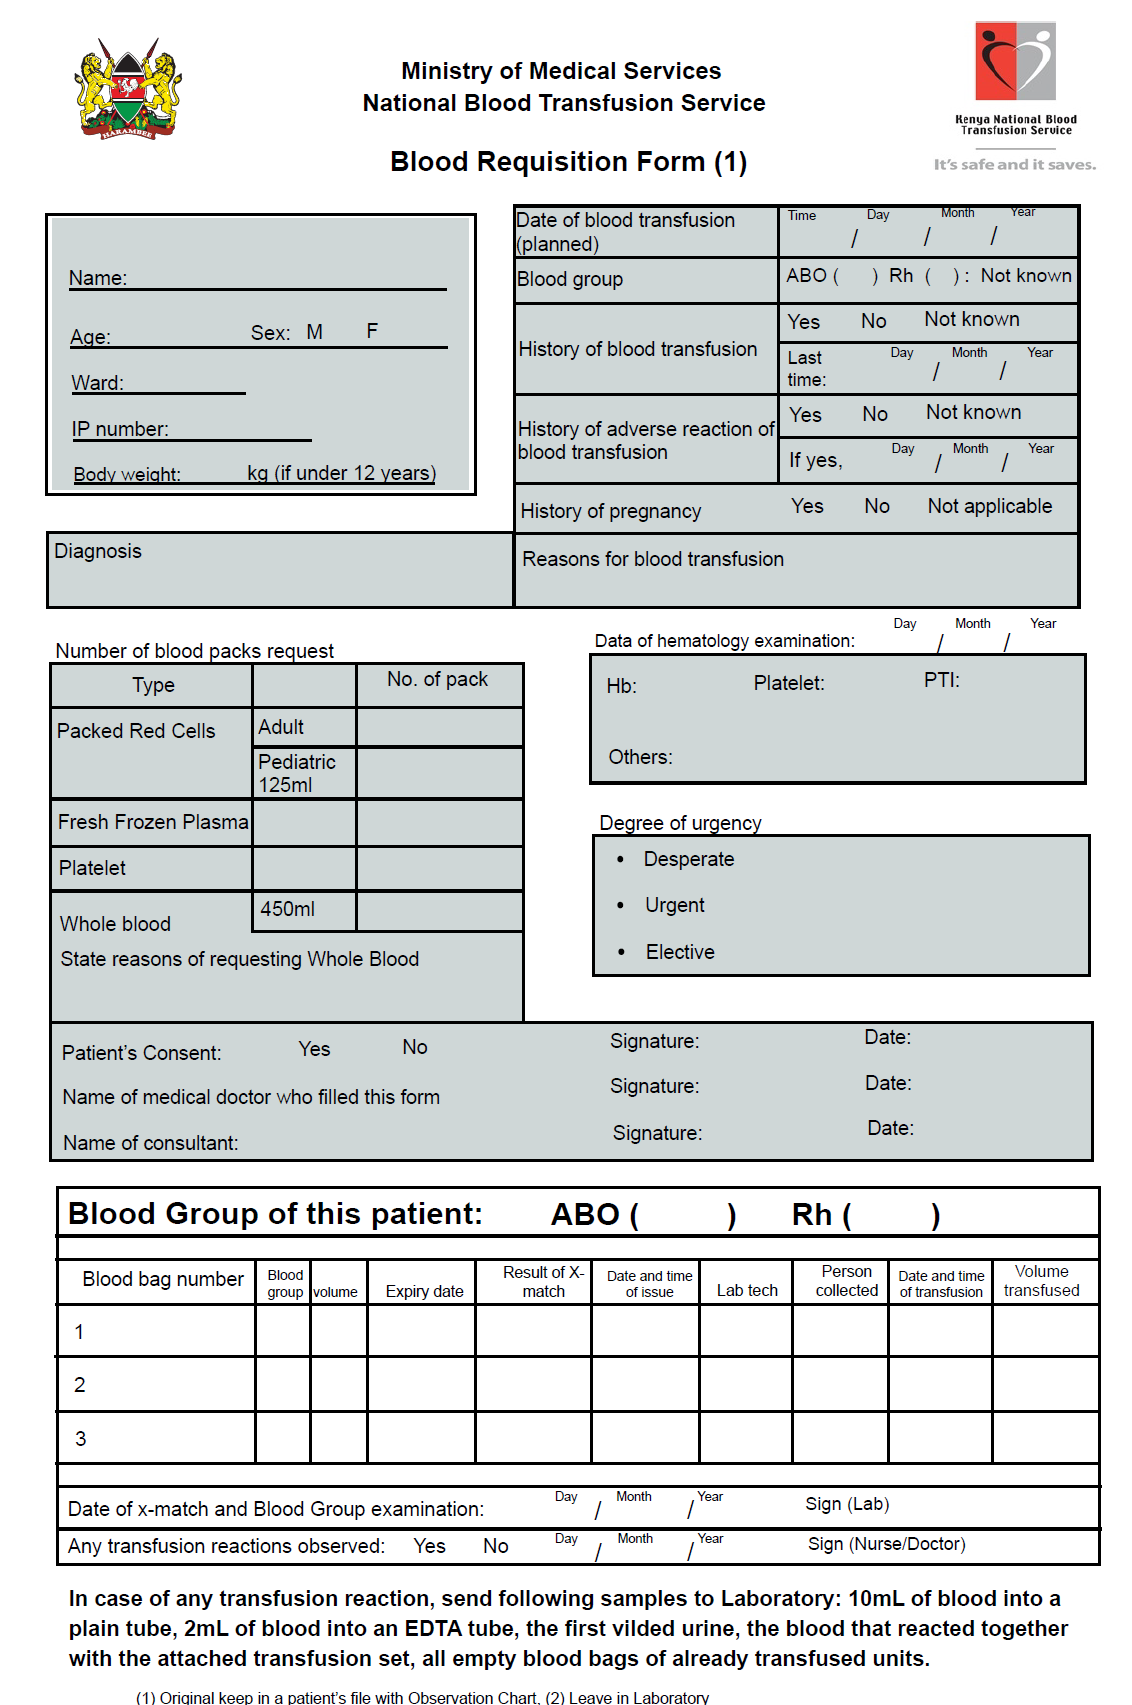 HARAMBEE
Ministry of Medical Services
National Blood Transfusion Service
Blood Requisition Form (1)
Kenya National Blood
Transfusion Service
It's safe and it saves.
Name:
Age: Sex: M F
Ward:
IP number:
Body weight: kg (if under 12 years)
Date of blood transfusion
(planned)
Time Day Month Year
/ / /
Blood group ABO ( ) Rh ( ) : Not known
History of blood transfusion
Yes No Not known
Last
time:
Day Month Year
/ /
History of adverse reaction of
blood transfusion
Yes No Not known
If yes, Day / Month / Year
History of pregnancy Yes No Not applicable
Diagnosis
Reasons for blood transfusion
Number of blood packs request
Type No. of pack
Packed Red Cells Adult
Pediatric
125ml
Fresh Frozen Plasma
Platelet
Whole blood 450ml
State reasons of requesting Whole Blood
Data of hematology examination: Day / Month / Year
Hb: Platelet: PTI:
Others:
Degree of urgency
• Desperate
• Urgent
• Elective
Patient's Consent: Yes No Signature: Date:
Name of medical doctor who filled this form Signature: Date:
Name of consultant: Signature: Date:
Blood Group of this patient: ABO ( ) Rh ( )
Blood bag number
Blood
group
volume
Expiry date
Result of X-
match
Date and time
of issue
Lab tech
Person
collected
Date and time
of transfusion
Volume
transfused
1
2
3
Date of x-match and Blood Group examination: Day / Month / Year Sign (Lab)
Any transfusion reactions observed: Yes No Day / Month / Year Sign (Nurse/Doctor)
In case of any transfusion reaction, send following samples to Laboratory: 10mL of blood into a
plain tube, 2mL of blood into an EDTA tube, the first vilded urine, the blood that reacted together
with the attached transfusion set, all empty blood bags of already transfused units.
(1) Original keep in a patient's file with Observation Chart, (2) Leave in Laboratory